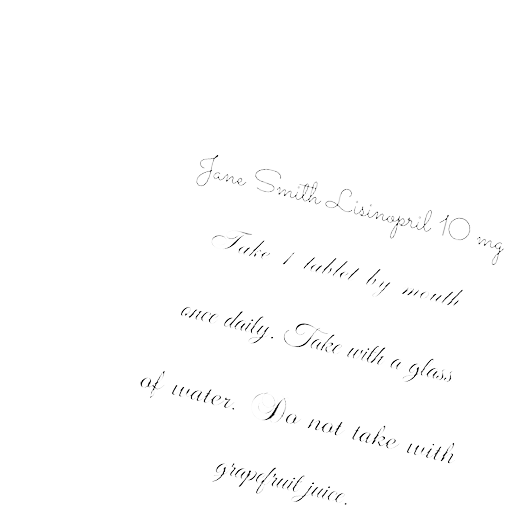 Jane Smith Lisinopril 10 mg
Take 1 tablet by mouth
once daily. Take with a glass
of water. Do not take with
grapefruit juice.